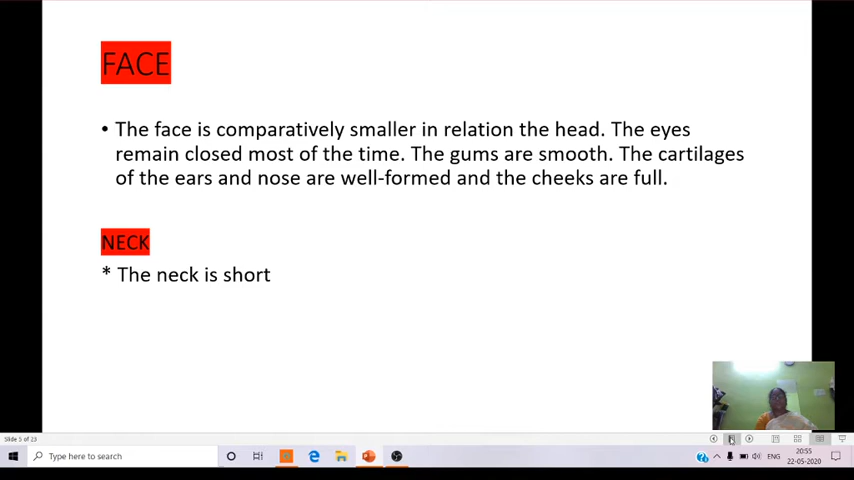 FACE
• The face is comparatively smaller in relation the head. The eyes
remain closed most of the time. The gums are smooth. The cartilages
of the ears and nose are well-formed and the cheeks are full.
NECK
* The neck is short
Slide 5 of 23
Type here to search
ENG
20:55
22-05-2020